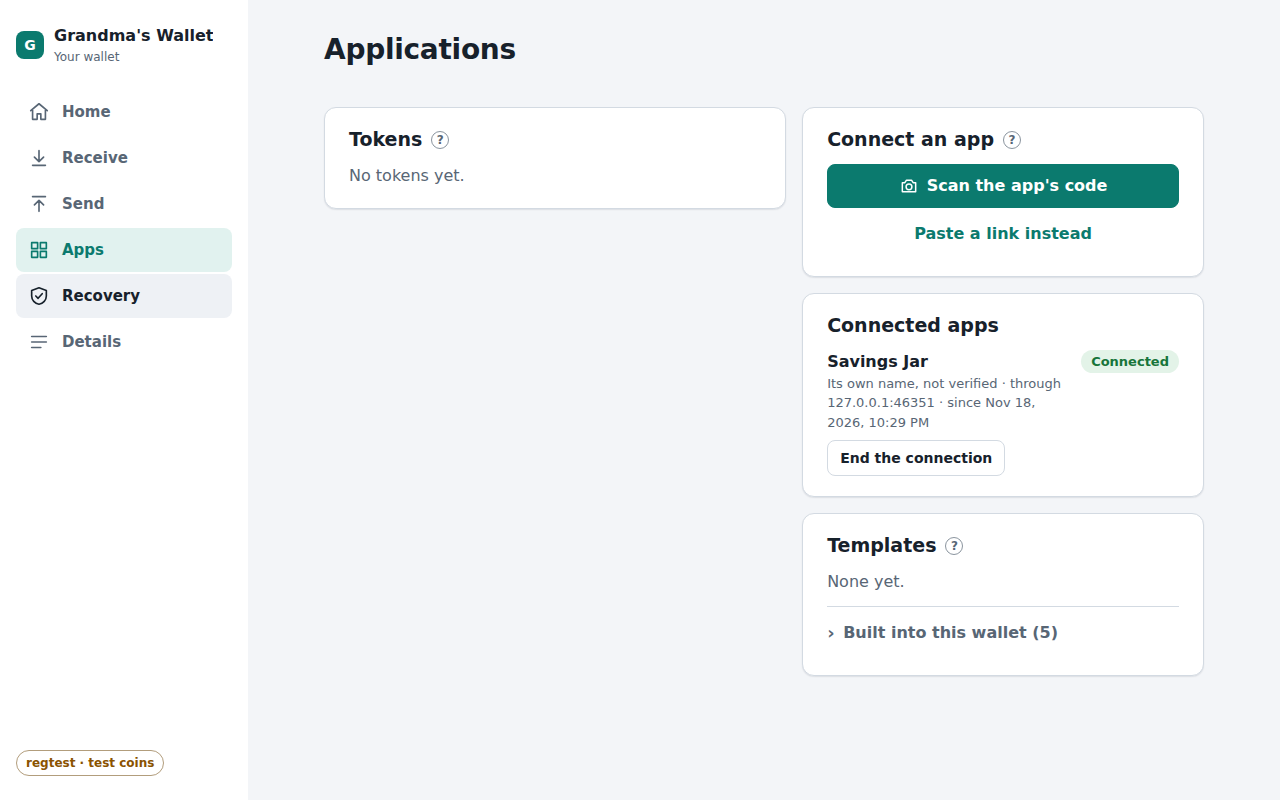 G
Grandma's Wallet
Your wallet
Home
Receive
Send
Apps
Recovery
Details
regtest · test coins
Applications
Tokens ?
No tokens yet.
Connect an app ?
Scan the app's code
Paste a link instead
Connected apps
Savings Jar
Connected
Its own name, not verified · through
127.0.0.1:46351 · since Nov 18,
2026, 10:29 PM
End the connection
Templates ?
None yet.
› Built into this wallet (5)